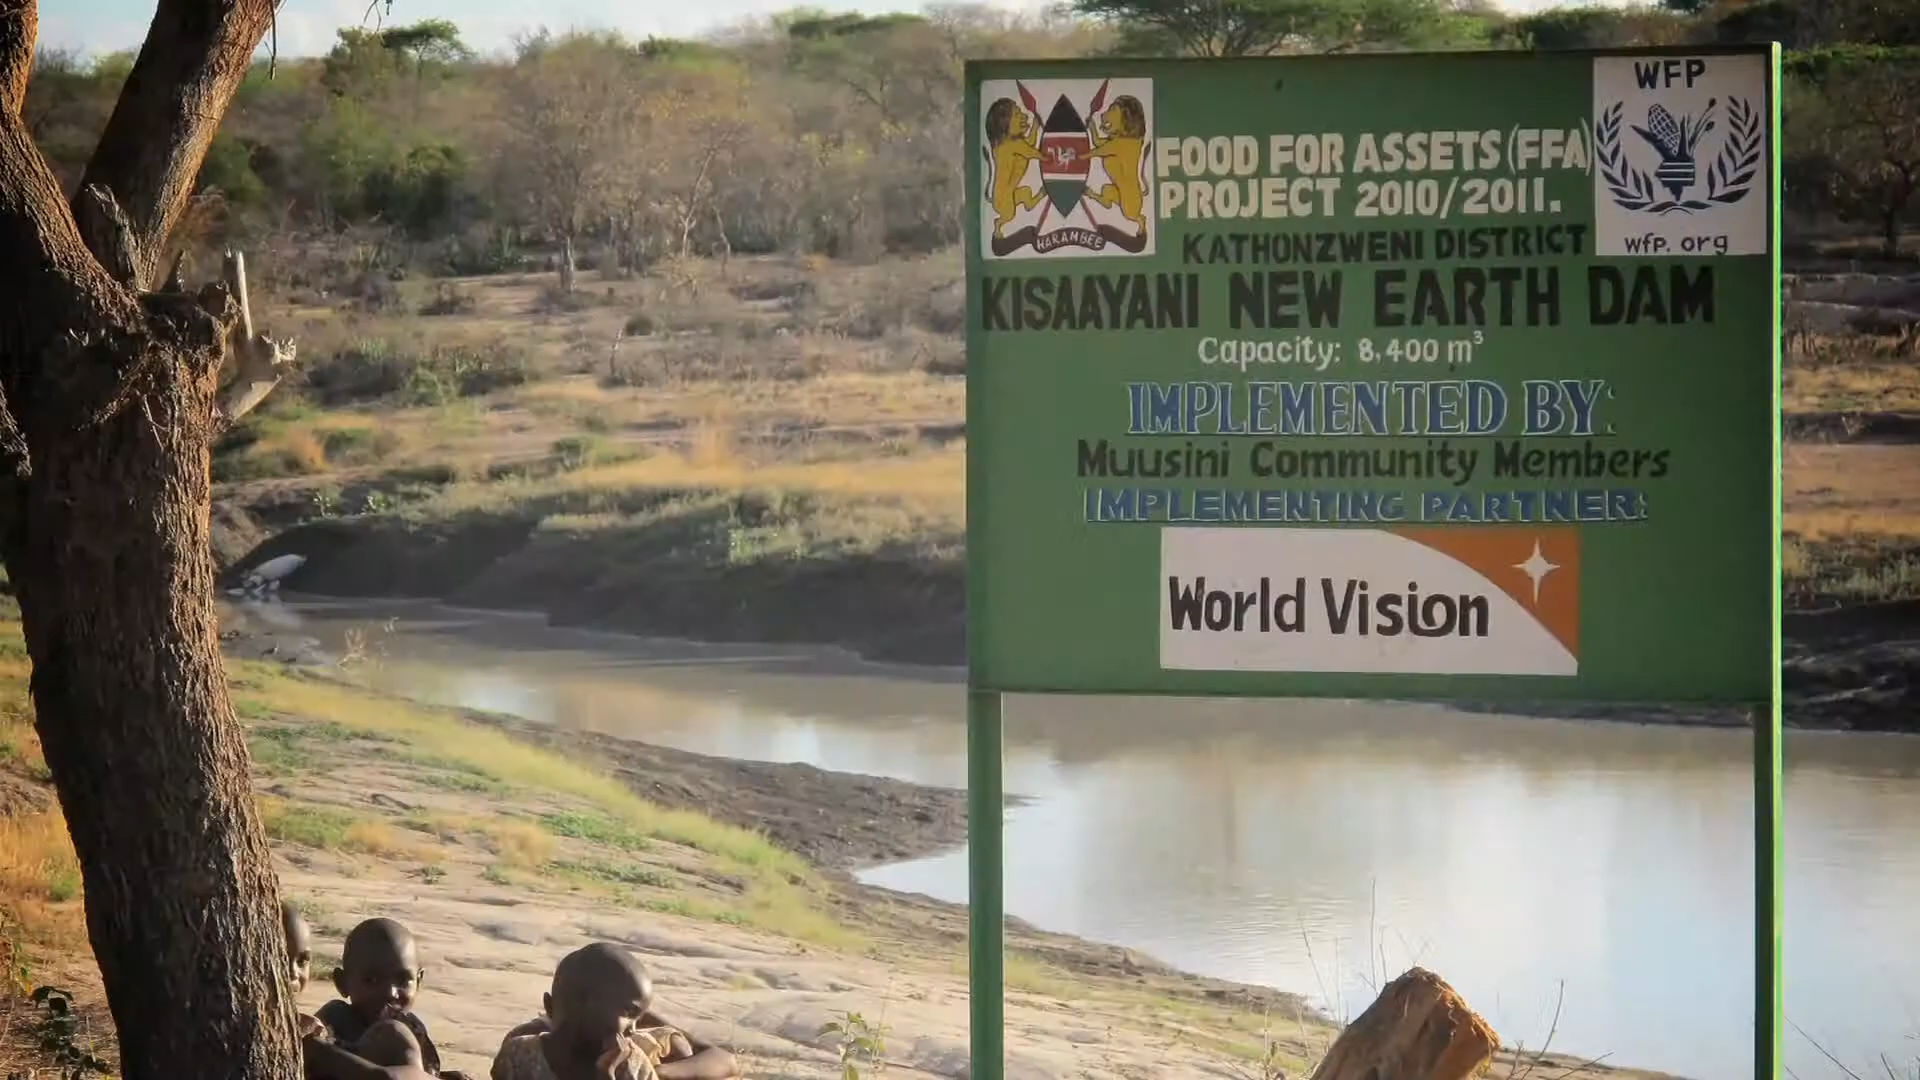 WFP
FOOD FOR ASSETS (FFA)
PROJECT 2010/2011.
HARAMBEE
wfp.org
KATHONZWENI DISTRICT
KISAAYANI NEW EARTH DAM
Capacity: 8,400 m³
IMPLEMENTED BY:
Muusini Community Members
IMPLEMENTING PARTNER:
World Vision